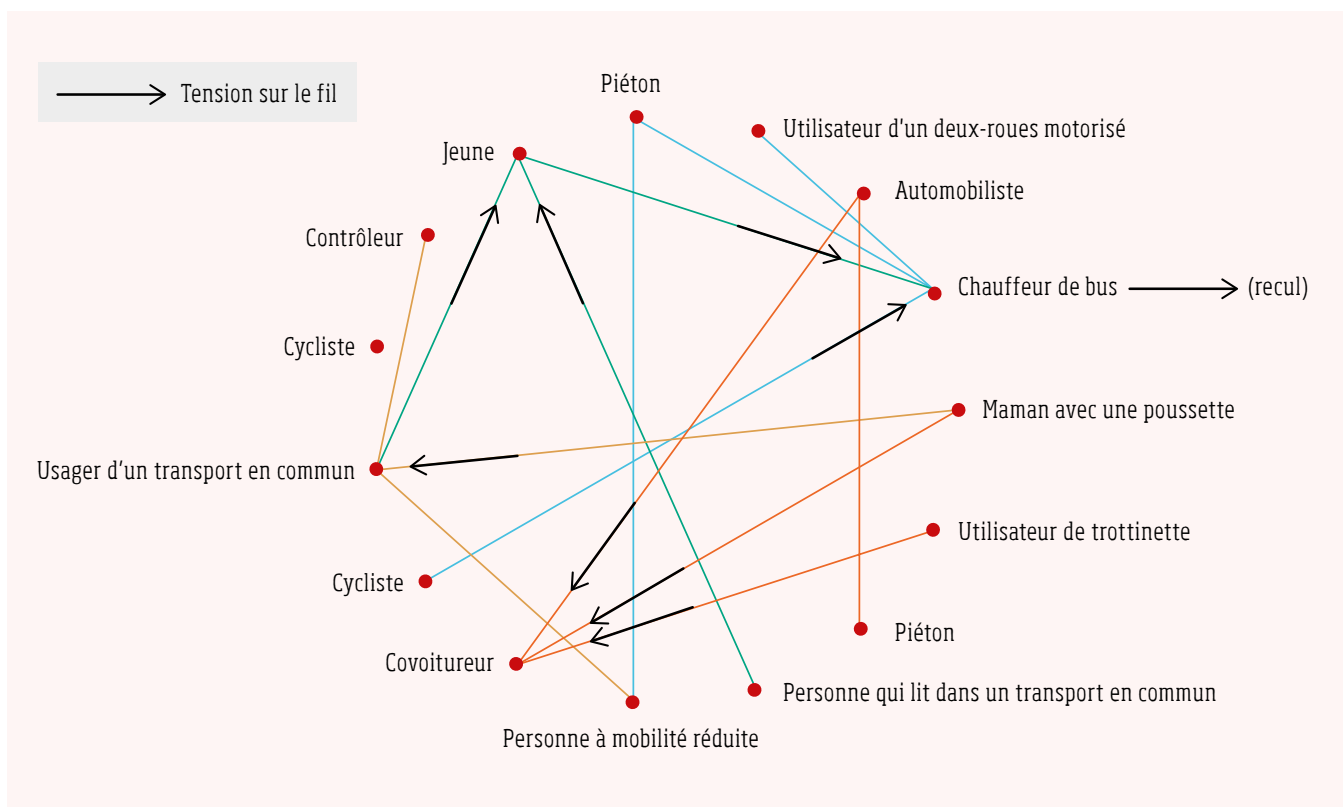 Tension sur le fil
Piéton
Utilisateur d'un deux-roues motorisé
Jeune
Automobiliste
Contrôleur
Chauffeur de bus (recul)
Cycliste
Maman avec une poussette
Usager d'un transport en commun
Utilisateur de trottinette
Cycliste
Piéton
Covoitureur
Personne qui lit dans un transport en commun
Personne à mobilité réduite